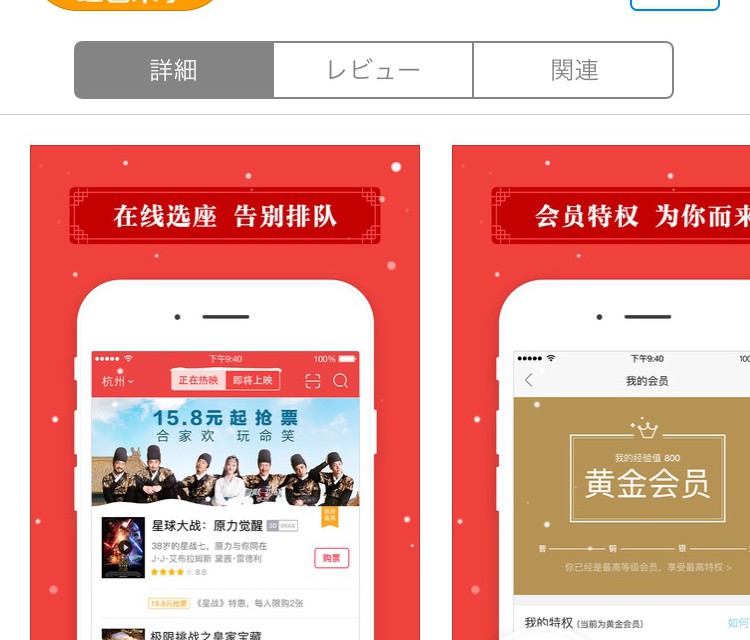 詳細
レビュー
関連
在线选座 告别排队
下午9:40
100%
杭州
正在热映
即将上映
15.8元起抢票
合家欢 玩命笑
星球大战：原力觉醒
3D IMAX
38岁的星战七，原力与你同在
J·J·艾布拉姆斯 黛茜·雷德利
8.6
购票
19.8元抢票
《星战》特惠，每人限购2张
极限挑战之皇家宝藏
会员特权 为你而来
下午9:40
我的会员
我的经验值 800
黄金会员
普
铜
银
你已经是最高等级会员，享受最高特权 >
我的特权
(当前为黄金会员)
如何